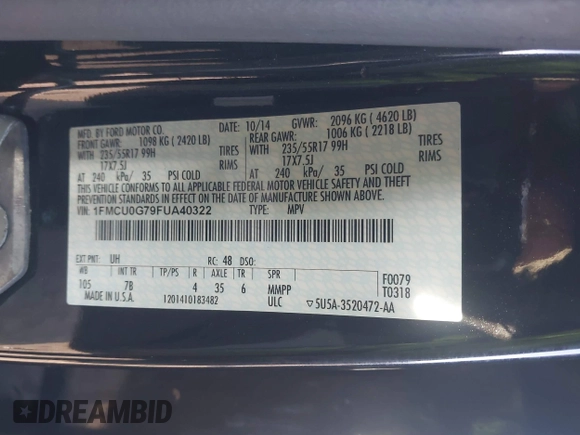 MFD. BY FORD MOTOR CO. 10/14 GVWR: 2096 KG ( 4620 LB)
FRONT GAWR: 1098 KG ( 2420 LB) REAR GAWR: 1006 KG ( 2218 LB)
WITH 235/55R17 99H TIRES WITH 235/55R17 99H TIRES
17X7.5J RIMS 17X7.5J RIMS
AT 240 kPa/ 35 PSI COLD AT 240 kPa/ 35 PSI COLD
THIS VEHICLE CONFORMS TO ALL APPLICABLE FEDERAL MOTOR VEHICLE SAFETY AND THEFT
PREVENTION STANDARDS IN EFFECT ON THE DATE OF MANUFACTURE SHOWN ABOVE.
VIN: 1FMCU0G79FUA40322 TYPE: MPV
EXT PNT: UH RC: 48 DSO: F0079
WB INT TR TP/PS R AXLE TR SPR T0318
105 7B 4 35 6 MMPP
MADE IN U.S.A. 1201410183482 ULC ▽5U5A-3520472-AA
DREAMBID